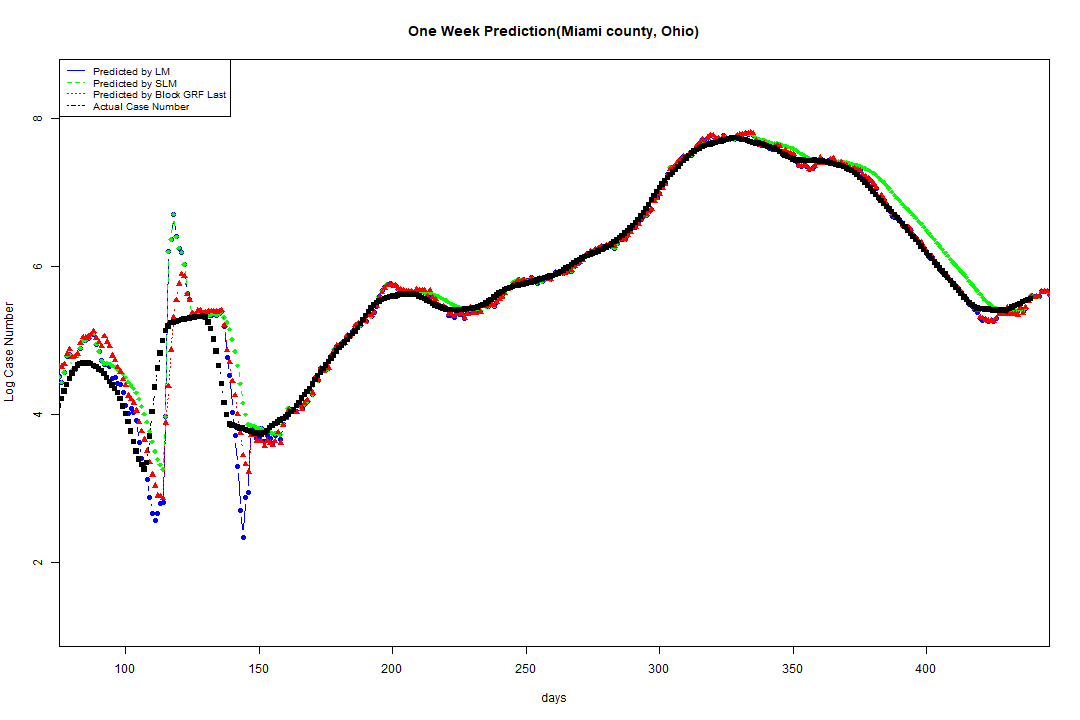 One Week Prediction(Miami county, Ohio)
Predicted by LM
Predicted by SLM
Predicted by Block GRF Last
Actual Case Number
8
6
4
2
Log Case Number
100 150 200 250 300 350 400
days